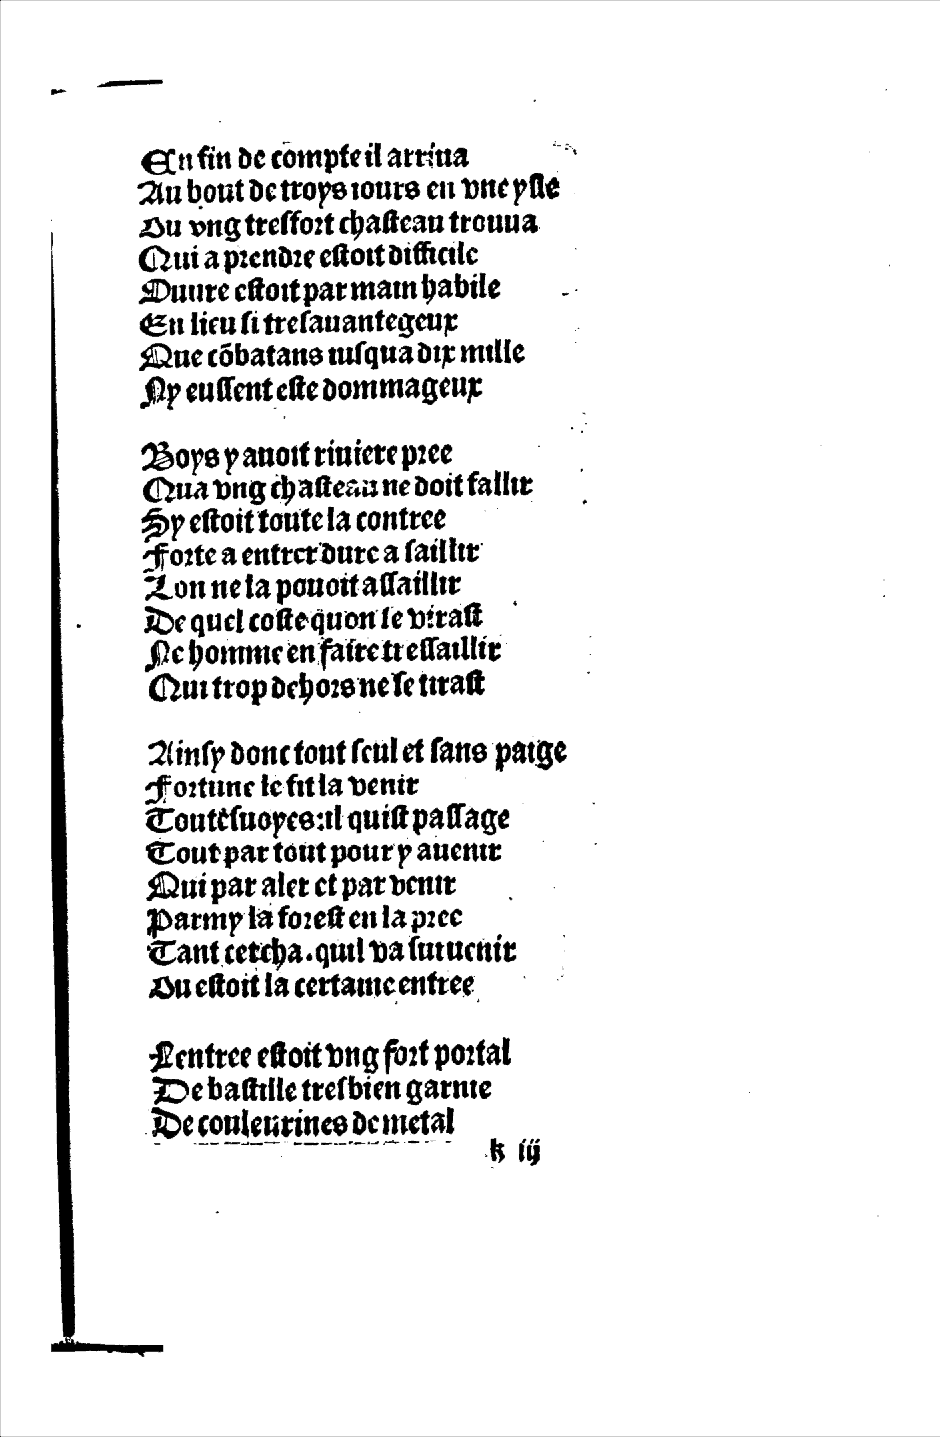 En fin de compte il arriua
Au bout de troys iours en vne ysle
Ou vng tresfort chasteau trouua
Qui a prendre estoit difficile
Duure estoit par main habile
En lieu si tresauantegeux
Que cõbatans iusqua dix mille
Ny eussent este dommageux

Boys y auoit riuiere pree
Qua vng chasteau ne doit fallir
Sy estoit toute la contree
Forte a entrer dure a saillir
Lon ne la pouoit assaillir
De quel coste quon se virast
Ne homme en faire tressaillir
Qui trop dehors ne se tirast

Ainsy donc tout seul et sans paige
Fortune le fit la venir
Toutesuoyes il quist passage
Tout par tout pour y auenir
Qui par aler et par venir
Parmy la forest en la pree
Tant cercha. quil va suruenir
Ou estoit la certaine entree

Lentree estoit vng fort portal
De bastille tresbien garnie
De couleurines de metal
k iij